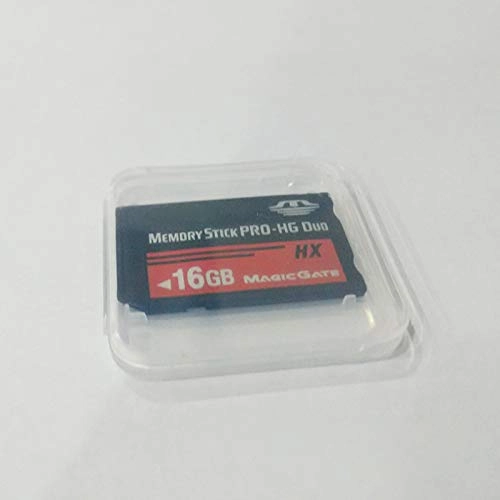 MEMORY STICK PRO-HG DUO
HX
◄16GB MAGICGATE